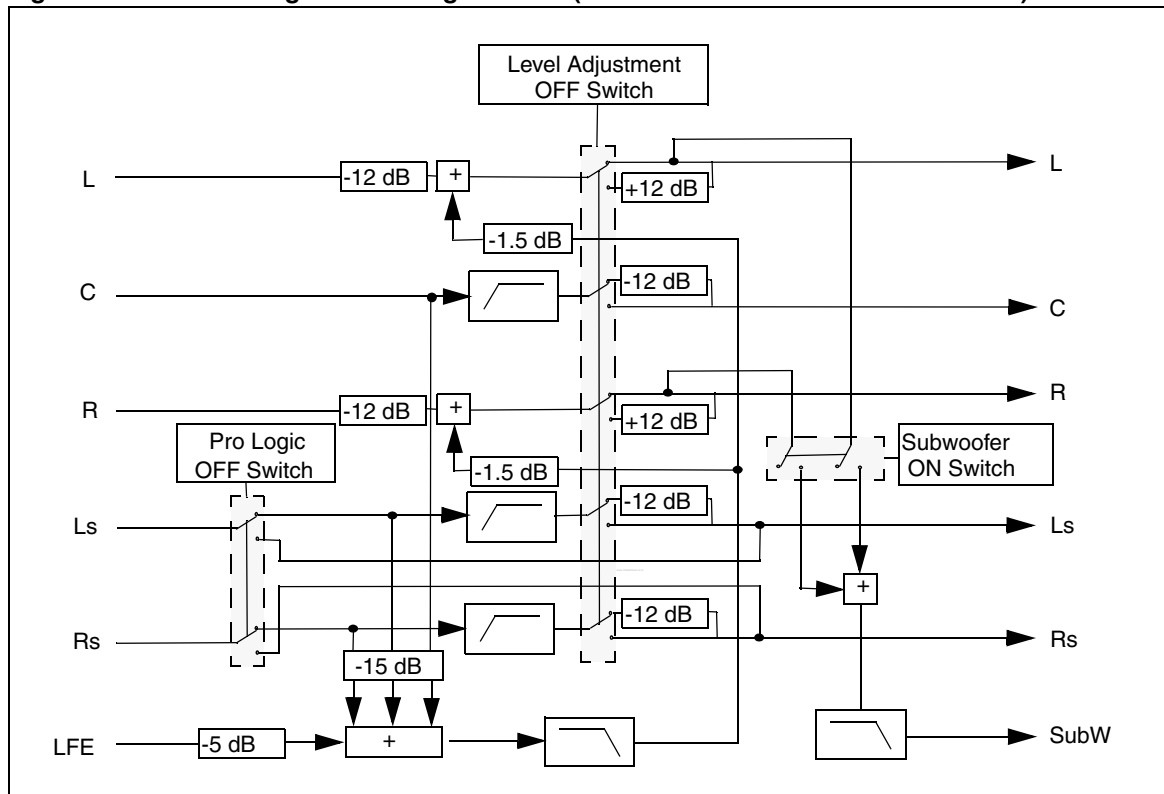 Level Adjustment
OFF Switch
L
-12 dB
+
+12 dB
L
-1.5 dB
C
-12 dB
C
R
-12 dB
+
+12 dB
R
Pro Logic
OFF Switch
-1.5 dB
Subwoofer
ON Switch
Ls
-12 dB
Ls
+
Rs
-12 dB
Rs
-15 dB
LFE
-5 dB
+
SubW